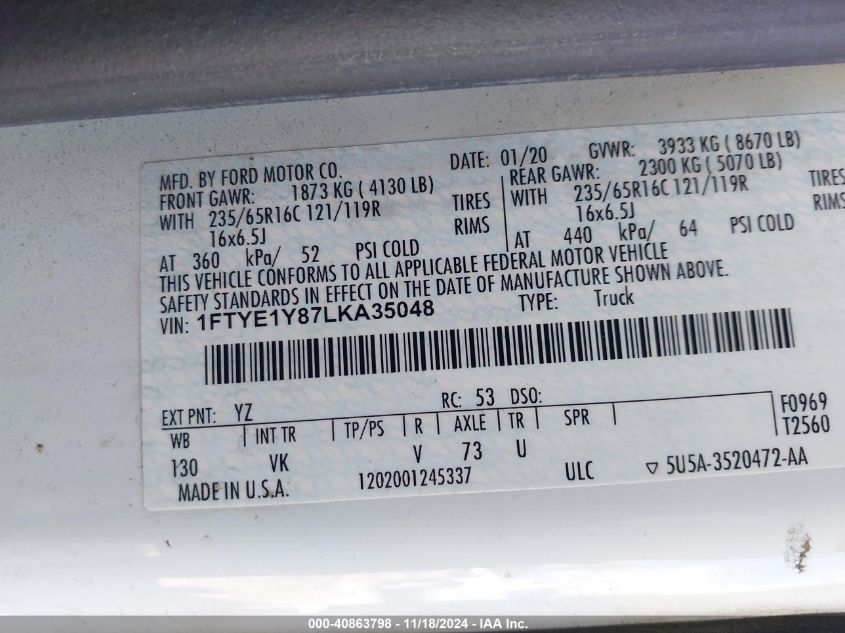 MFD. BY FORD MOTOR CO. DATE: 01/20 GVWR: 3933 KG ( 8670 LB)
FRONT GAWR: 1873 KG ( 4130 LB) REAR GAWR: 2300 KG ( 5070 LB)
WITH 235/65R16C 121/119R TIRES WITH 235/65R16C 121/119R TIRES
16x6.5J RIMS 16x6.5J RIMS
AT 360 kPa/ 52 PSI COLD AT 440 kPa/ 64 PSI COLD
THIS VEHICLE CONFORMS TO ALL APPLICABLE FEDERAL MOTOR VEHICLE
SAFETY STANDARDS IN EFFECT ON THE DATE OF MANUFACTURE SHOWN ABOVE.
VIN: 1FTYE1Y87LKA35048 TYPE: Truck
EXT PNT: YZ RC: 53 DSO: F0969
WB INT TR TP/PS R AXLE TR SPR T2560
130 VK V 73 U
MADE IN U.S.A. 1202001245337 ULC ▽ 5U5A-3520472-AA
000-40863798 - 11/18/2024 - IAA Inc.